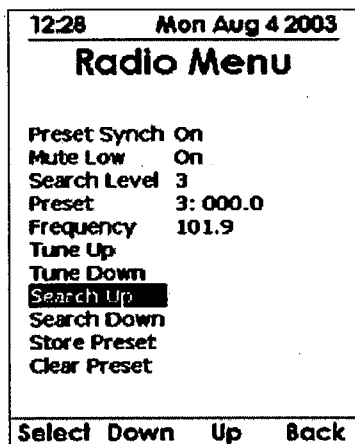 12:28 Mon Aug 4 2003
Radio Menu
Preset Synch On
Mute Low On
Search Level 3
Preset 3: 000.0
Frequency 101.9
Tune Up
Tune Down
Search Up
Search Down
Store Preset
Clear Preset
Select Down Up Back